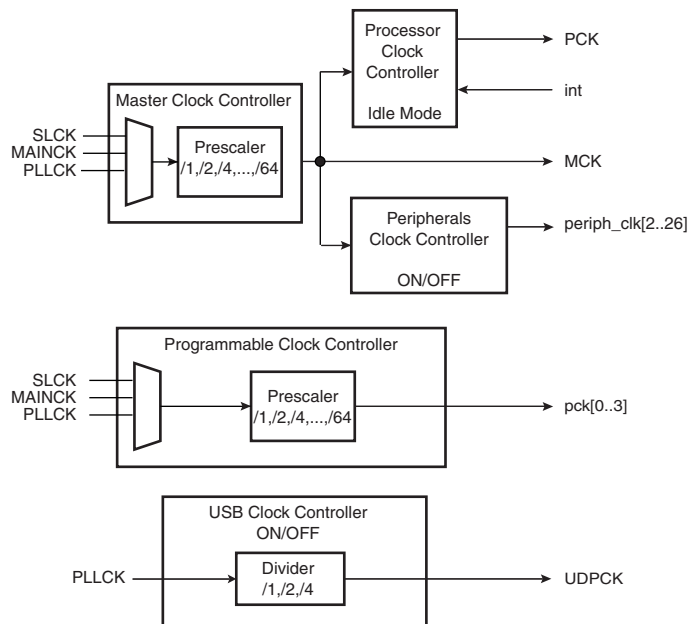 Processor
Clock
Controller
Idle Mode
PCK
int
Master Clock Controller
SLCK
MAINCK
PLLCK
Prescaler
/1,/2,/4,...,/64
MCK
Peripherals
Clock Controller
ON/OFF
periph_clk[2..26]
Programmable Clock Controller
SLCK
MAINCK
PLLCK
Prescaler
/1,/2,/4,...,/64
pck[0..3]
USB Clock Controller
ON/OFF
PLLCK
Divider
/1,/2,/4
UDPCK